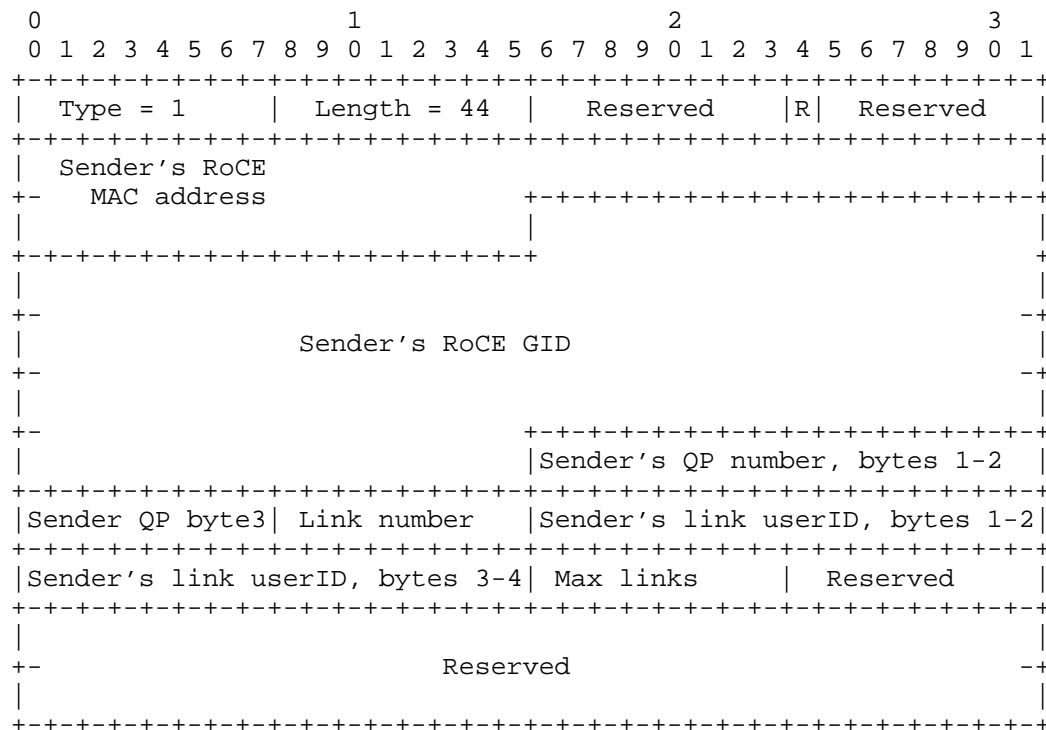 0                   1                   2                   3
 0 1 2 3 4 5 6 7 8 9 0 1 2 3 4 5 6 7 8 9 0 1 2 3 4 5 6 7 8 9 0 1
+-+-+-+-+-+-+-+-+-+-+-+-+-+-+-+-+-+-+-+-+-+-+-+-+-+-+-+-+-+-+-+-+
|  Type = 1     |  Length = 44  |   Reserved    |R|  Reserved   |
+-+-+-+-+-+-+-+-+-+-+-+-+-+-+-+-+-+-+-+-+-+-+-+-+-+-+-+-+-+-+-+-+
|  Sender's RoCE                                                |
+-   MAC address                +-+-+-+-+-+-+-+-+-+-+-+-+-+-+-+-+
|                               |                               |
+-+-+-+-+-+-+-+-+-+-+-+-+-+-+-+-+                               +
|                                                               |
+-                                                             -+
|                 Sender's RoCE GID                             |
+-                                                             -+
|                                                               |
+-                              +-+-+-+-+-+-+-+-+-+-+-+-+-+-+-+-+
|                               |Sender's QP number, bytes 1-2  |
+-+-+-+-+-+-+-+-+-+-+-+-+-+-+-+-+-+-+-+-+-+-+-+-+-+-+-+-+-+-+-+-+
|Sender QP byte3| Link number   |Sender's link userID, bytes 1-2|
+-+-+-+-+-+-+-+-+-+-+-+-+-+-+-+-+-+-+-+-+-+-+-+-+-+-+-+-+-+-+-+-+
|Sender's link userID, bytes 3-4| Max links     |  Reserved     |
+-+-+-+-+-+-+-+-+-+-+-+-+-+-+-+-+-+-+-+-+-+-+-+-+-+-+-+-+-+-+-+-+
|                                                               |
+-                         Reserved                            -+
|                                                               |
+-+-+-+-+-+-+-+-+-+-+-+-+-+-+-+-+-+-+-+-+-+-+-+-+-+-+-+-+-+-+-+-+